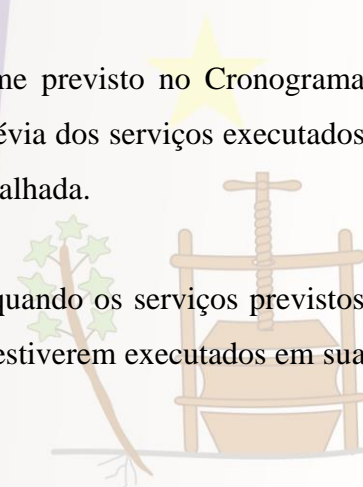 me previsto no Cronograma
évia dos serviços executados
alhada.
quando os serviços previstos
estiverem executados em sua